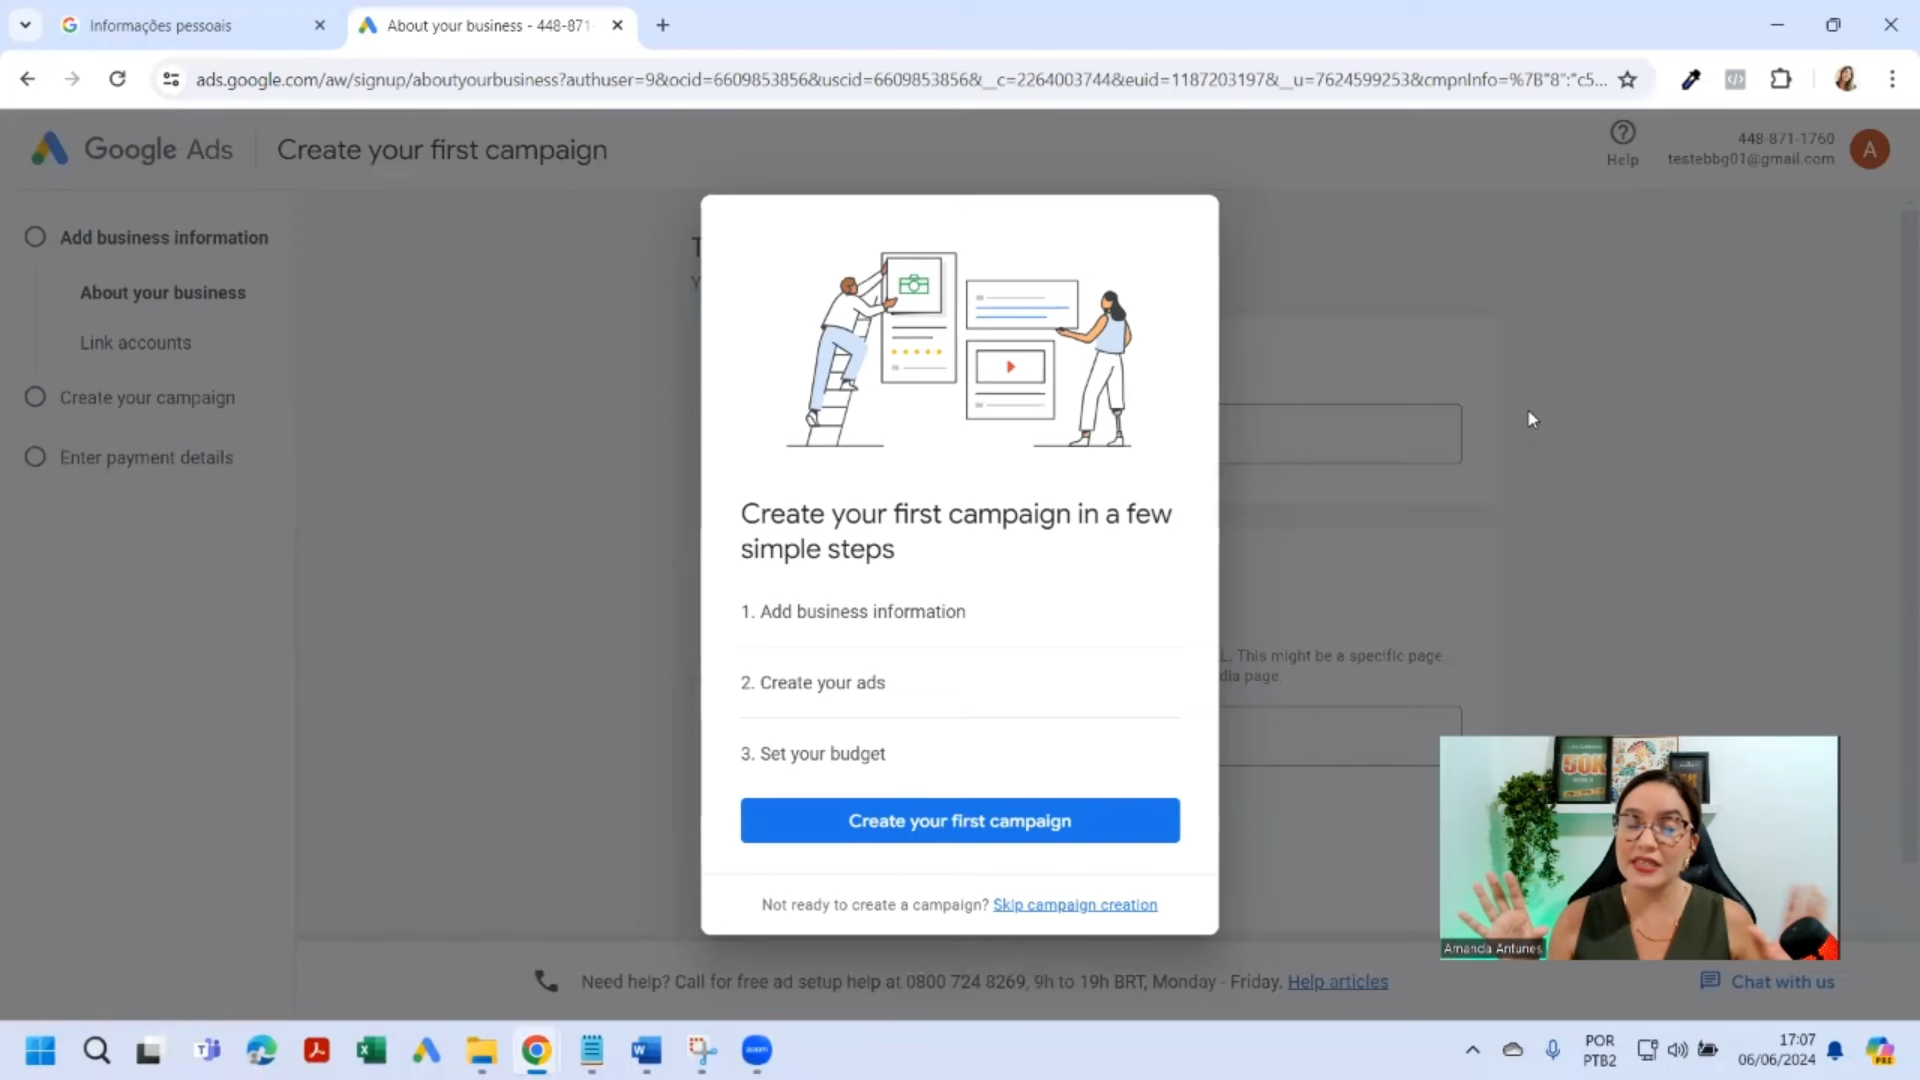 Informações pessoais
About your business - 448-871-
ads.google.com/aw/signup/aboutyourbusiness?authuser=9&ocid=6609853856&uscid=6609853856&__c=2264003744&euid=1187203197&__u=7624599253&cmpnInfo=%7B"8":"c5...
Google Ads
Create your first campaign
Help
448-871-1760
testebbg01@gmail.com
A
Add business information
About your business
Link accounts
Create your campaign
Enter payment details
Create your first campaign in a few
simple steps
1. Add business information
2. Create your ads
3. Set your budget
Create your first campaign
Not ready to create a campaign? Skip campaign creation
L. This might be a specific page
dia page.
50K
Amanda Antunes
Need help? Call for free ad setup help at 0800 724 8269, 9h to 19h BRT, Monday - Friday. Help articles
Chat with us
zoom
POR
PTB2
17:07
06/06/2024
PRE